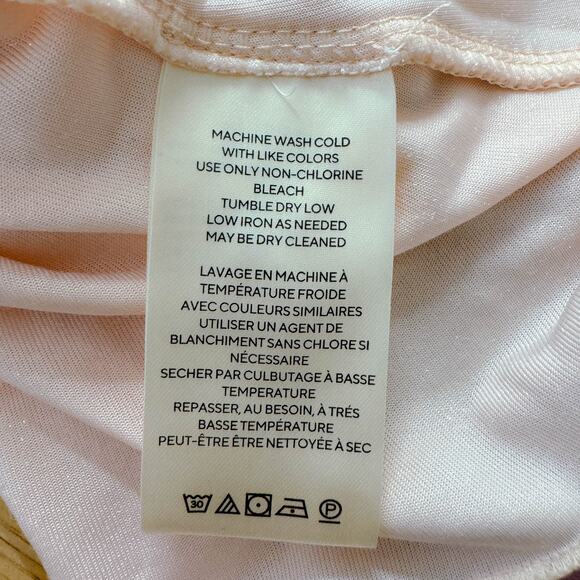 MACHINE WASH COLD
WITH LIKE COLORS
USE ONLY NON-CHLORINE
BLEACH
TUMBLE DRY LOW
LOW IRON AS NEEDED
MAY BE DRY CLEANED
LAVAGE EN MACHINE À
TEMPÉRATURE FROIDE
AVEC COULEURS SIMILAIRES
UTILISER UN AGENT DE
BLANCHIMENT SANS CHLORE SI
NÉCESSAIRE
SECHER PAR CULBUTAGE À BASSE
TEMPERATURE
REPASSER, AU BESOIN, À TRÉS
BASSE TEMPÉRATURE
PEUT-ÊTRE ÊTRE NETTOYÉE À SEC
30 P